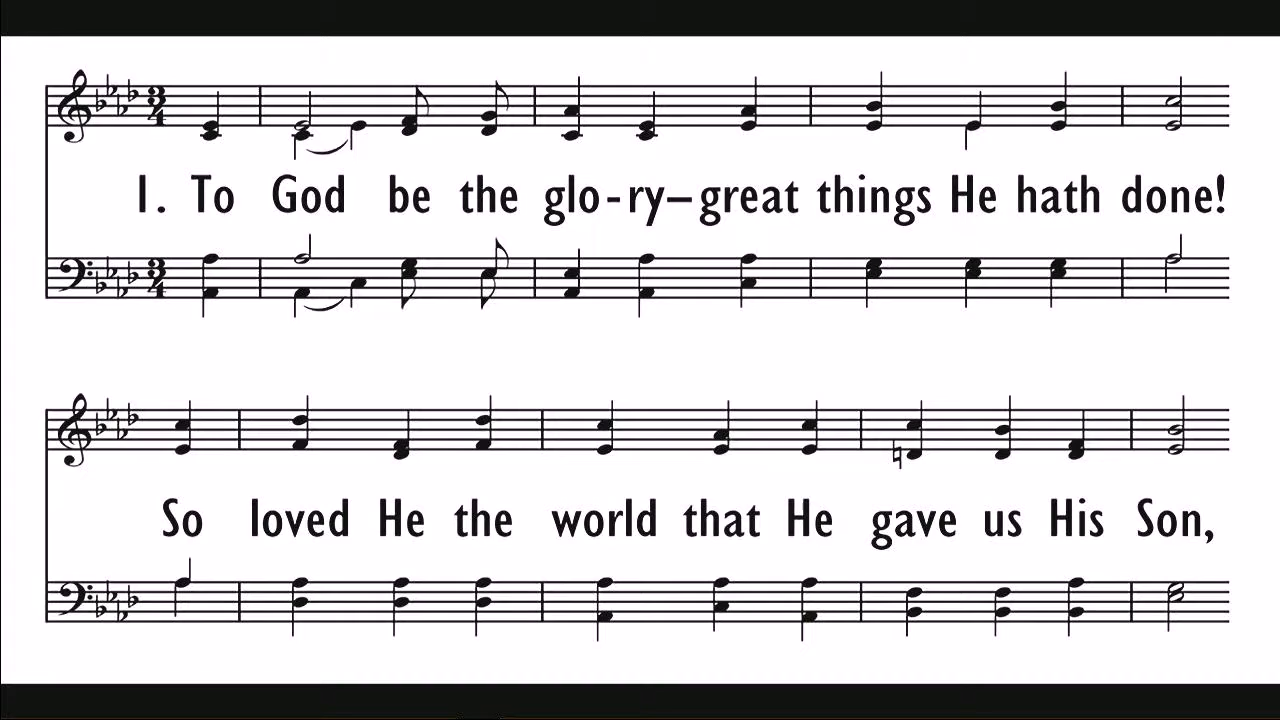 1. To God be the glo-ry–great things He hath done!
So loved He the world that He gave us His Son,